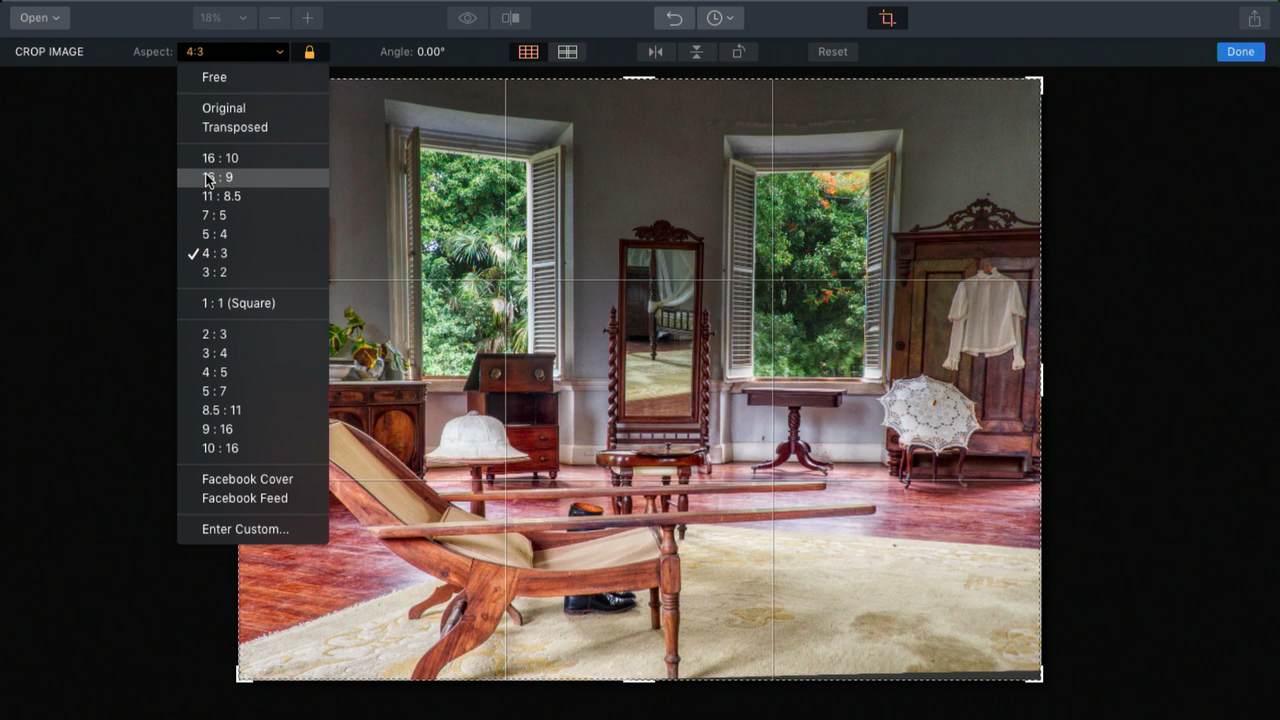 Open
18%
CROP IMAGE
Aspect:
4:3
Angle: 0.00°
Reset
Done
Free
Original
Transposed
16 : 10
16 : 9
11 : 8.5
7 : 5
5 : 4
4 : 3
3 : 2
1 : 1 (Square)
2 : 3
3 : 4
4 : 5
5 : 7
8.5 : 11
9 : 16
10 : 16
Facebook Cover
Facebook Feed
Enter Custom...